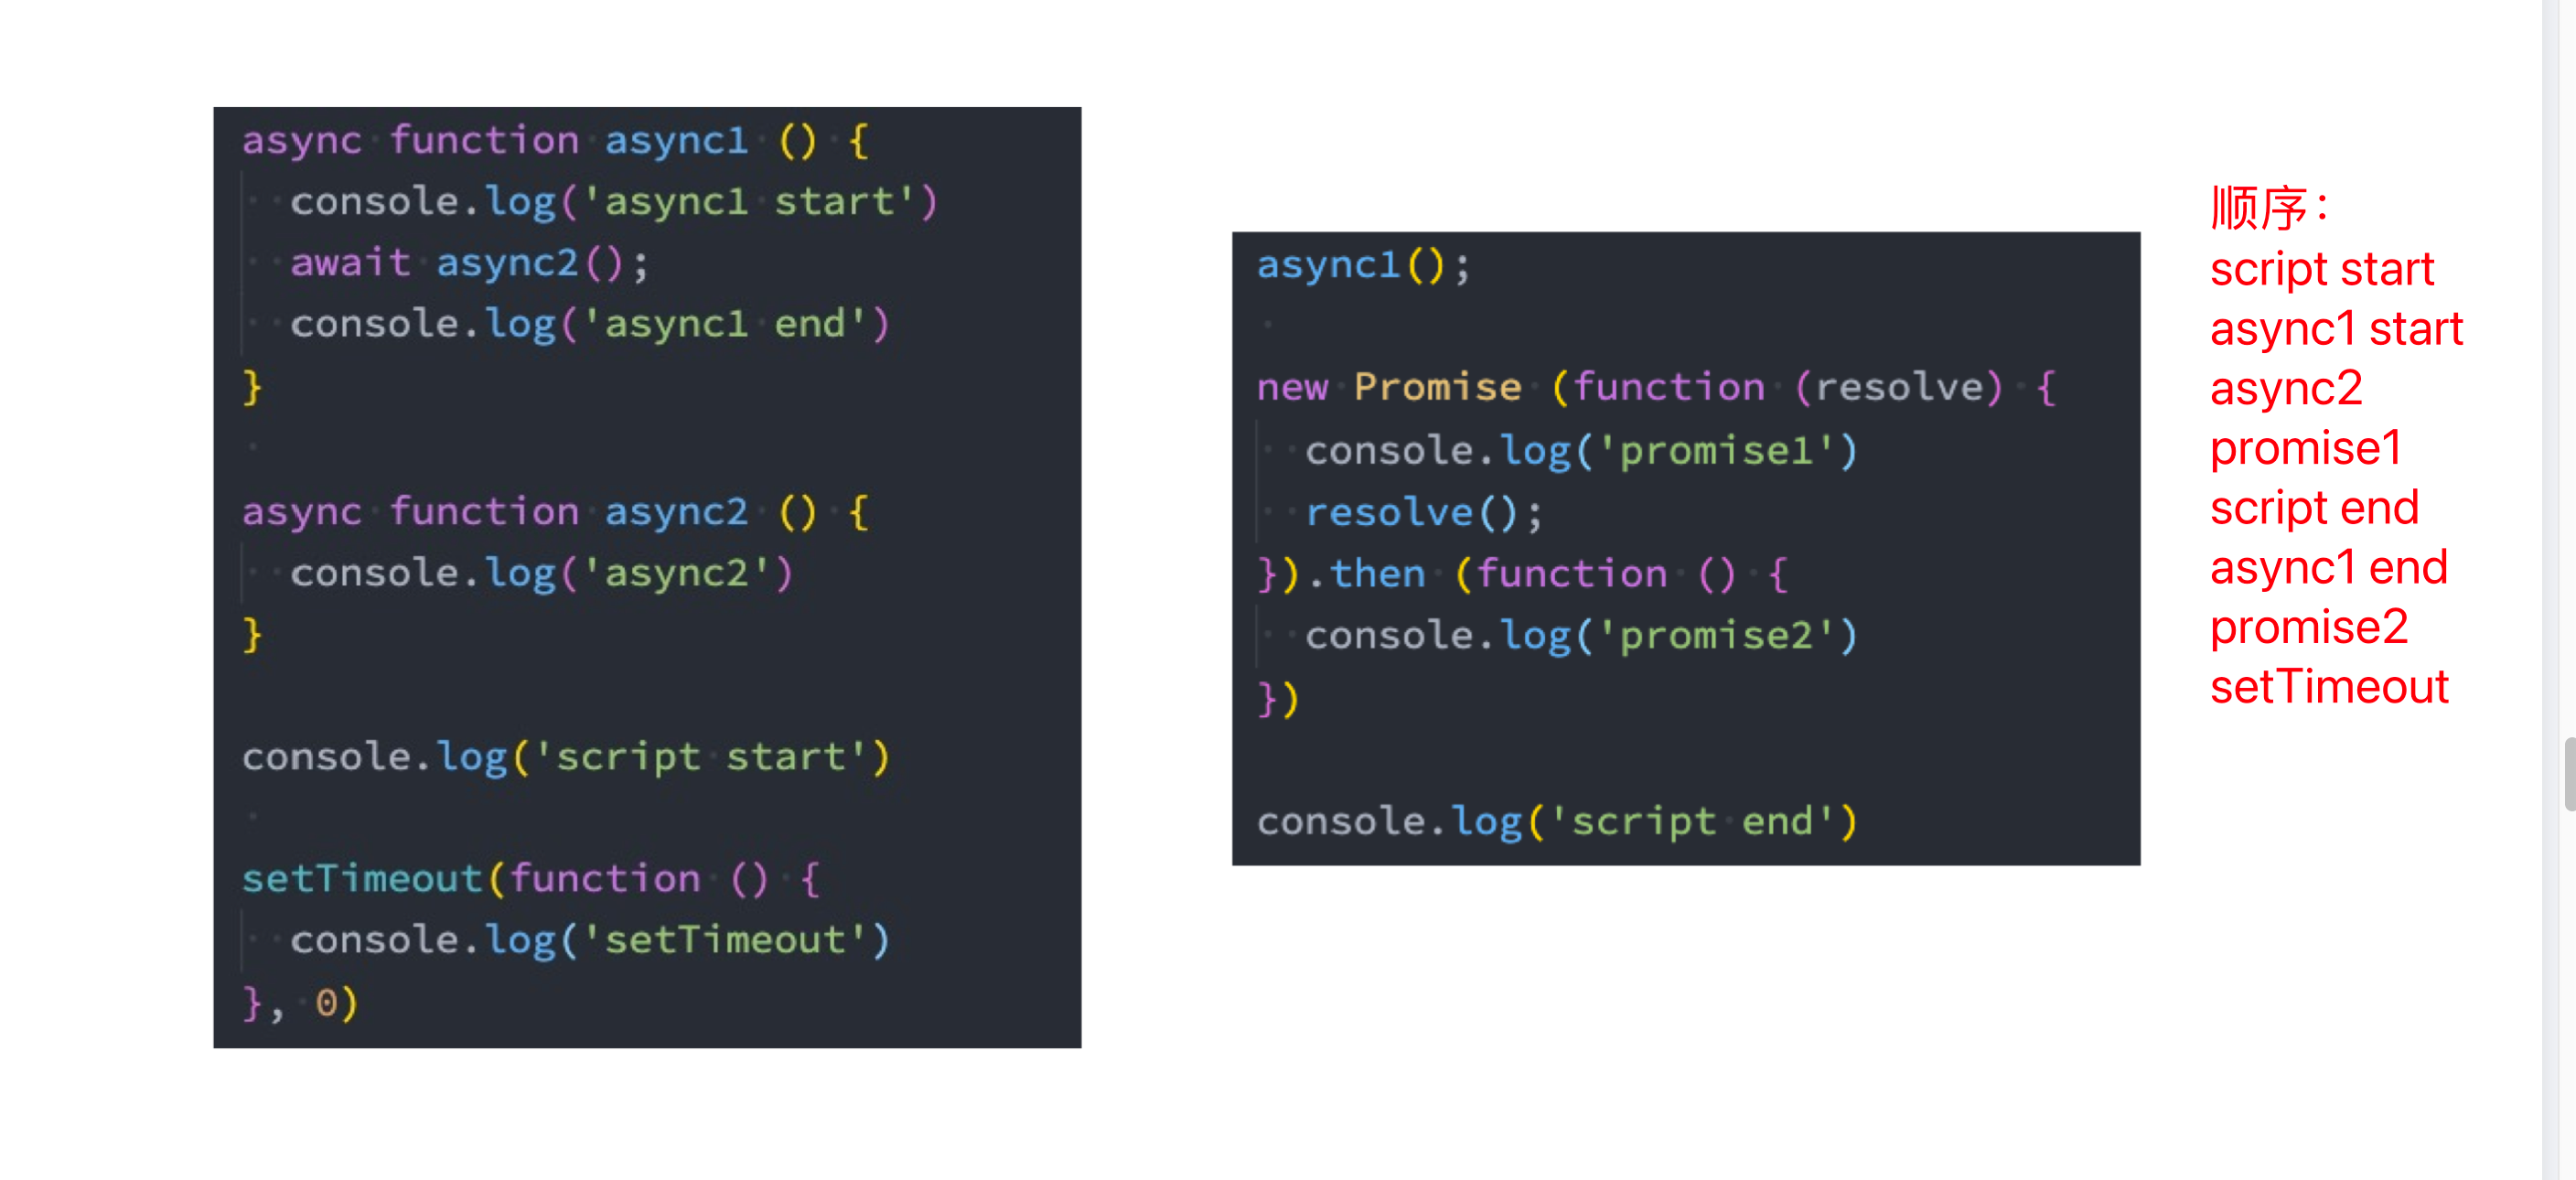 async function async1 () {
  console.log('async1 start')
  await async2();
  console.log('async1 end')
}
async function async2 () {
  console.log('async2')
}
console.log('script start')
setTimeout(function () {
  console.log('setTimeout')
}, 0)
async1();
new Promise (function (resolve) {
  console.log('promise1')
  resolve();
}).then (function () {
  console.log('promise2')
})
console.log('script end')
顺序：
script start
async1 start
async2
promise1
script end
async1 end
promise2
setTimeout